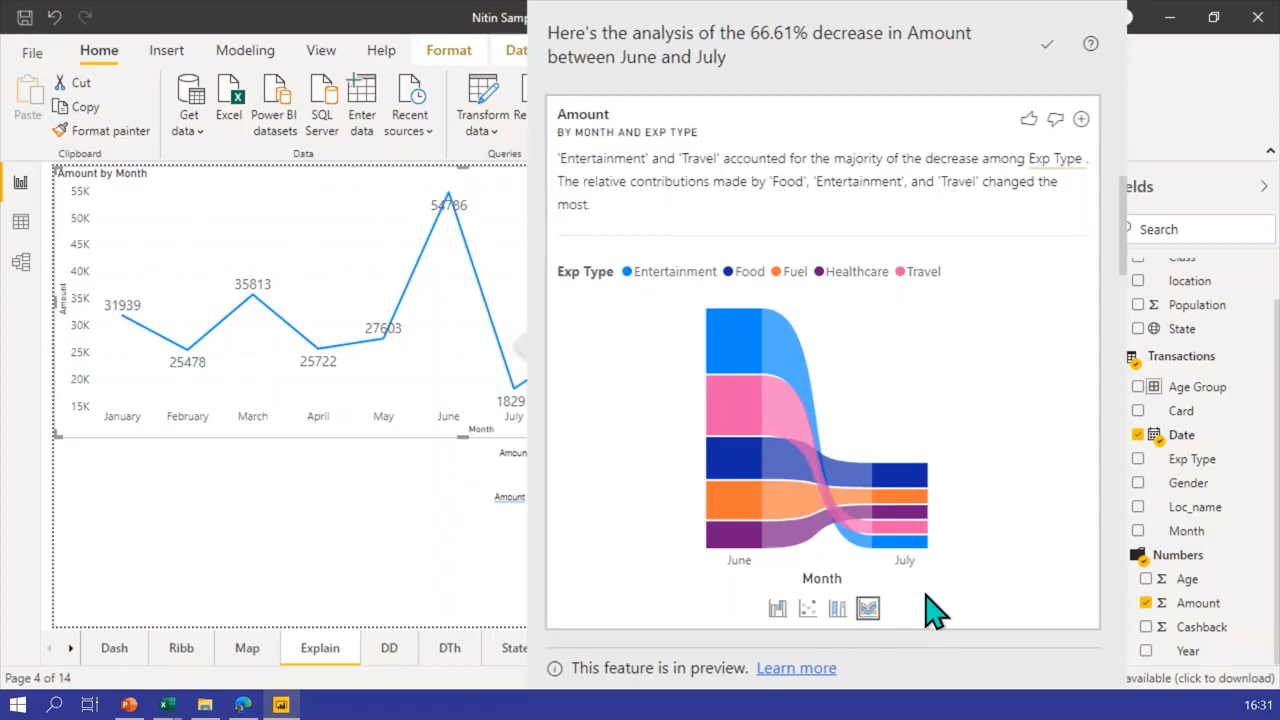 Nitin Samp
File Home Insert Modeling View Help Format Dat
Paste
Cut
Copy
Format painter
Get data
Excel
Power BI datasets
SQL Server
Enter data
Recent sources
Transform data
Re
Clipboard Data Queries
Amount by Month
55K
50K
45K
40K
35K
30K
25K
20K
15K
Amount
31939
25478
35813
25722
27603
54786
1829
January February March April May June July
Month
Amoun
Amount
Here's the analysis of the 66.61% decrease in Amount
between June and July
Amount
BY MONTH AND EXP TYPE
'Entertainment' and 'Travel' accounted for the majority of the decrease among Exp Type .
The relative contributions made by 'Food', 'Entertainment', and 'Travel' changed the
most.
Exp Type Entertainment Food Fuel Healthcare Travel
June July
Month
This feature is in preview. Learn more
elds
Search
Class
location
Population
State
Transactions
Age Group
Card
Date
Exp Type
Gender
Loc_name
Month
Numbers
Age
Amount
Cashback
Year
Dash Ribb Map Explain DD DTh State
Page 4 of 14
available (click to download)
16:31